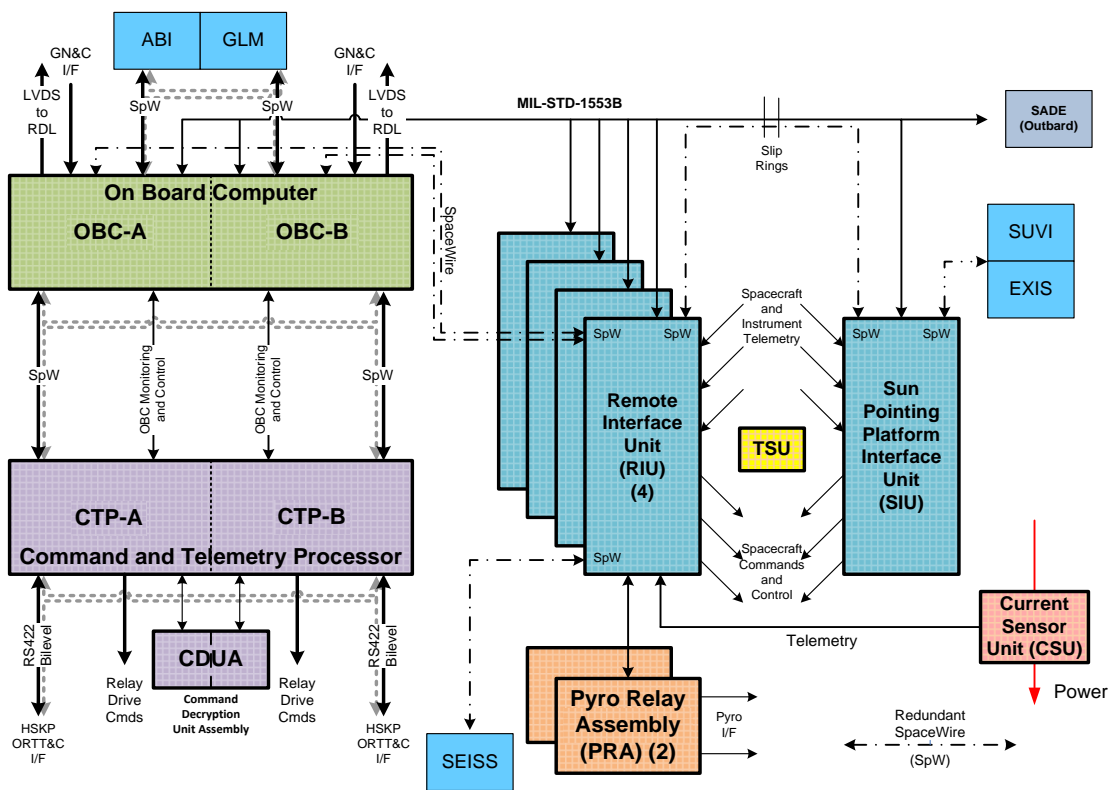 ABI
GLM
GN&C
I/F
LVDS
to
RDL
SpW
SpW
GN&C
I/F
LVDS
to
RDL
MIL-STD-1553B
Slip
Rings
SADE
(Outbard)
On Board Computer
OBC-A
OBC-B
SpaceWire
SUVI
EXIS
SpW
OBC Monitoring
and Control
OBC Monitoring
and Control
SpW
SpW
SpW
Remote
Interface
Unit
(RIU)
(4)
SpW
Spacecraft
and
Instrument
Telemetry
TSU
Spacecraft
Commands
and
Control
SpW
SpW
Sun
Pointing
Platform
Interface
Unit
(SIU)
CTP-A
CTP-B
Command and Telemetry Processor
RS422
Bilevel
Relay
Drive
Cmds
CDUA
Command
Decryption
Unit Assembly
Relay
Drive
Cmds
RS422
Bilevel
HSKP
ORTT&C
I/F
HSKP
ORTT&C
I/F
SEISS
Pyro Relay
Assembly
(PRA) (2)
Pyro
I/F
Telemetry
Current
Sensor
Unit (CSU)
Power
Redundant
SpaceWire
(SpW)